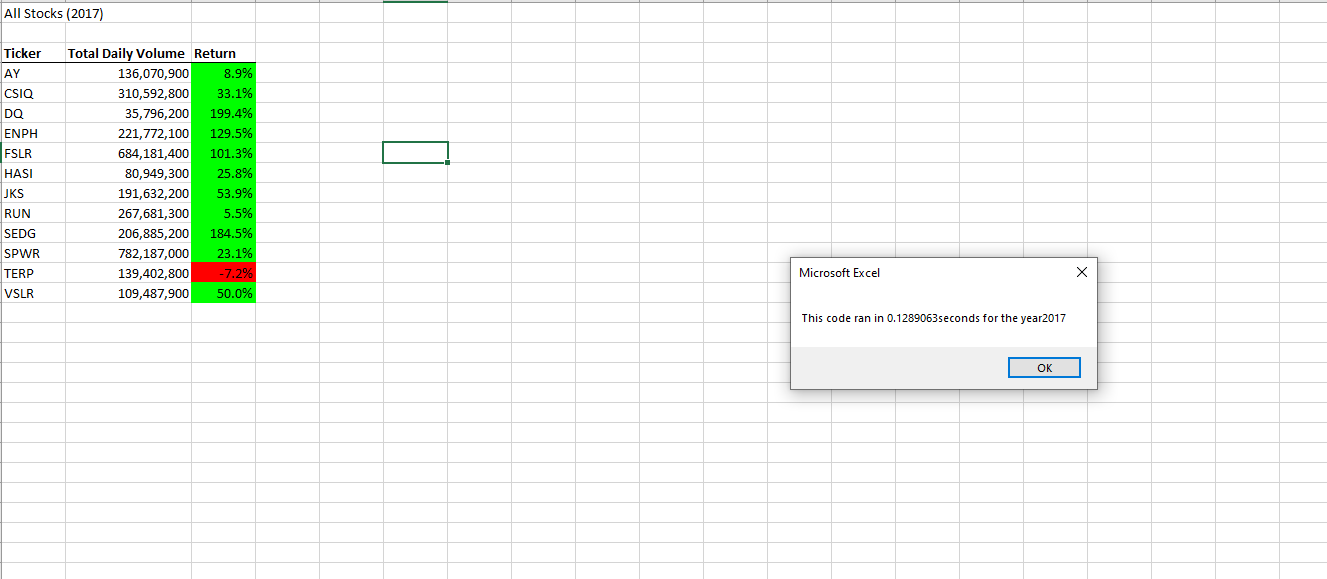 All Stocks (2017)
Ticker Total Daily Volume Return
AY 136,070,900 8.9%
CSIQ 310,592,800 33.1%
DQ 35,796,200 199.4%
ENPH 221,772,100 129.5%
FSLR 684,181,400 101.3%
HASI 80,949,300 25.8%
JKS 191,632,200 53.9%
RUN 267,681,300 5.5%
SEDG 206,885,200 184.5%
SPWR 782,187,000 23.1%
TERP 139,402,800 -7.2%
VSLR 109,487,900 50.0%
Microsoft Excel
This code ran in 0.1289063seconds for the year2017
OK